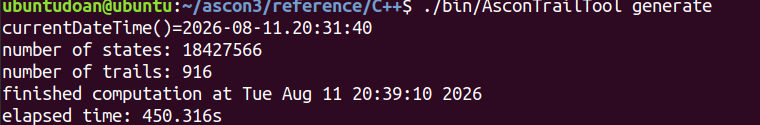 ubuntudoan@ubuntu:~/ascon3/reference/C++$ ./bin/AsconTrailTool generate
currentDateTime()=2026-08-11.20:31:40
number of states: 18427566
number of trails: 916
finished computation at Tue Aug 11 20:39:10 2026
elapsed time: 450.316s